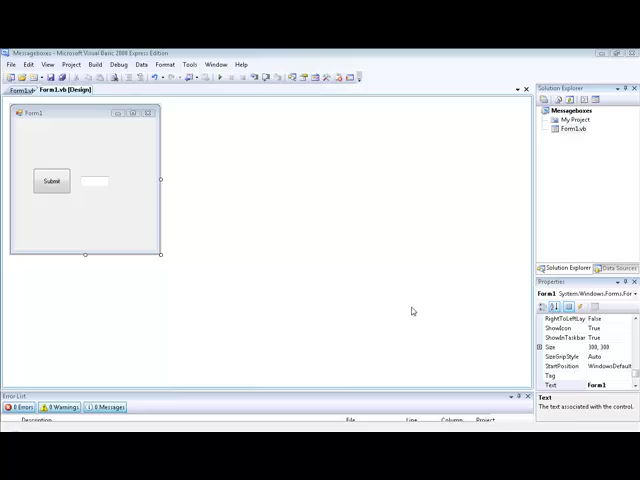 Messageboxes - Microsoft Visual Basic 2008 Express Edition
File Edit View Project Build Debug Data Format Tools Window Help
Form1.vb Form1.vb [Design]
Form1
Submit
Solution Explorer
Messageboxes
My Project
Form1.vb
Solution Explorer Data Sources
Properties
Form1 System.Windows.Forms.For
RightToLeftLay False
ShowIcon True
ShowInTaskbar True
Size 300, 300
SizeGripStyle Auto
StartPosition WindowsDefault
Tag
Text Form1
Text
The text associated with the control.
Error List
0 Errors 0 Warnings 0 Messages
Description File Line Column Project